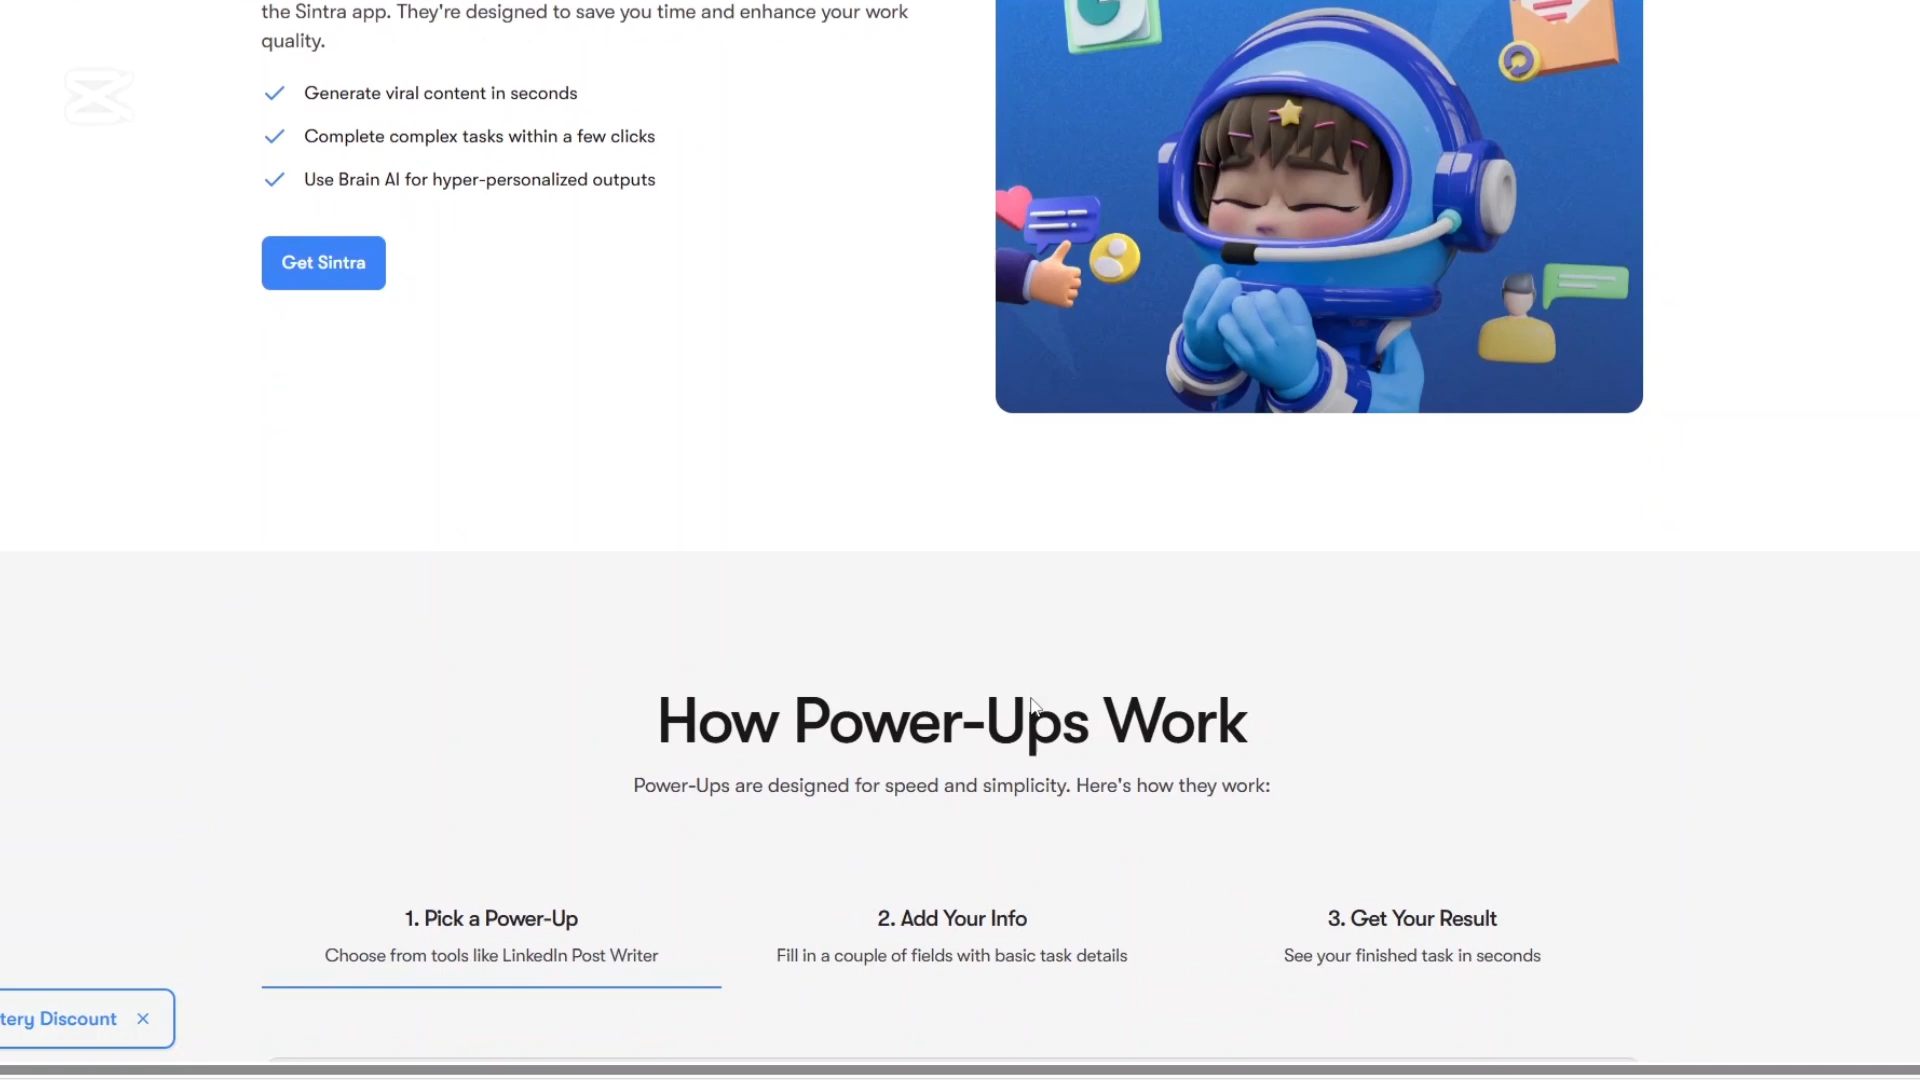 the Sintra app. They're designed to save you time and enhance your work
quality.
Generate viral content in seconds
Complete complex tasks within a few clicks
Use Brain AI for hyper-personalized outputs
Get Sintra
How Power-Ups Work
Power-Ups are designed for speed and simplicity. Here's how they work:
1. Pick a Power-Up
Choose from tools like LinkedIn Post Writer
2. Add Your Info
Fill in a couple of fields with basic task details
3. Get Your Result
See your finished task in seconds
tery Discount